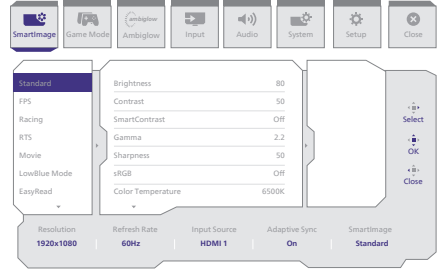 SmartImage
Game Mode
ambiglow
Ambiglow
Input
Audio
System
Setup
Close
Standard
FPS
Racing
RTS
Movie
LowBlue Mode
EasyRead
Brightness 80
Contrast 50
SmartContrast Off
Gamma 2.2
Sharpness 50
sRGB Off
Color Temperature 6500K
Select
OK
Close
Resolution Refresh Rate Input Source Adaptive Sync SmartImage
1920x1080 60Hz HDMI 1 On Standard